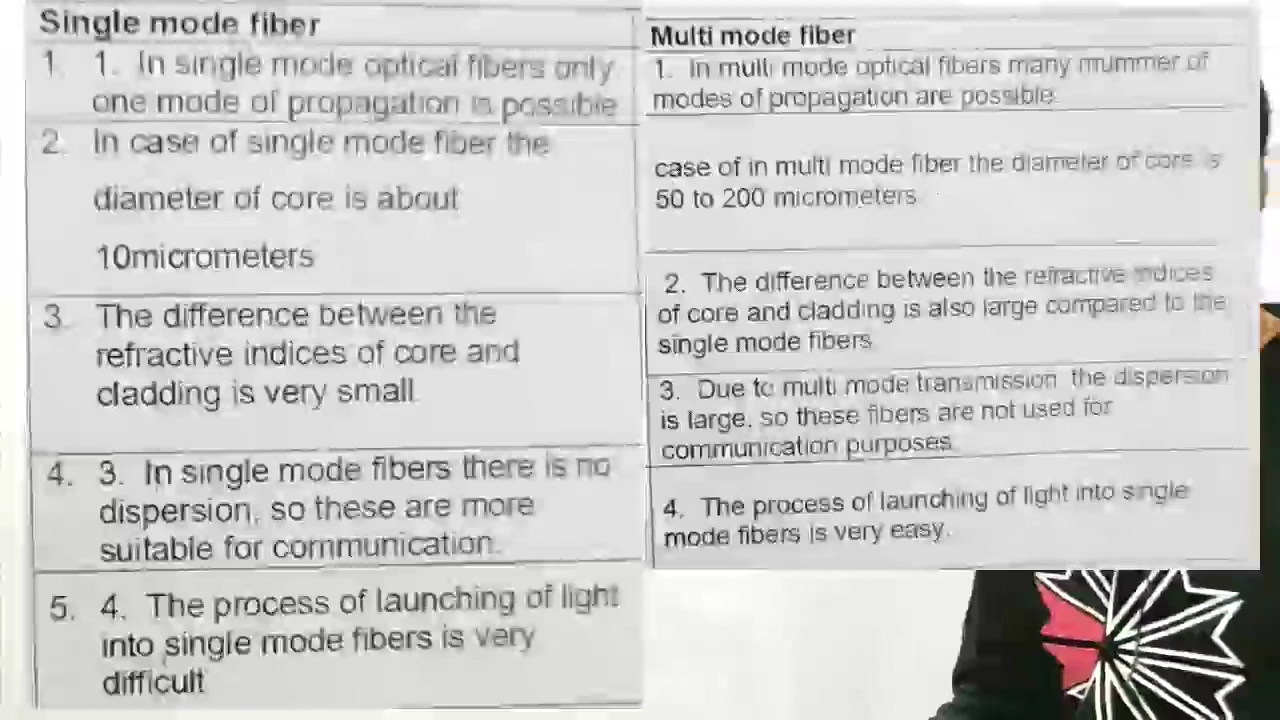 Single mode fiber
1. 1. In single mode optical fibers only
one mode of propagation is possible
2. In case of single mode fiber the
diameter of core is about
10micrometers
3. The difference between the
refractive indices of core and
cladding is very small
4. 3. In single mode fibers there is no
dispersion, so these are more
suitable for communication.
5. 4. The process of launching of light
into single mode fibers is very
difficult
Multi mode fiber
1. In multi mode optical fibers many mummer of
modes of propagation are possible
case of in multi mode fiber the diameter of core is
50 to 200 micrometers
2. The difference between the refractive indices
of core and cladding is also large compared to the
single mode fibers
3. Due to multi mode transmission, the dispersion
is large, so these fibers are not used for
communication purposes.
4. The process of launching of light into single
mode fibers is very easy.